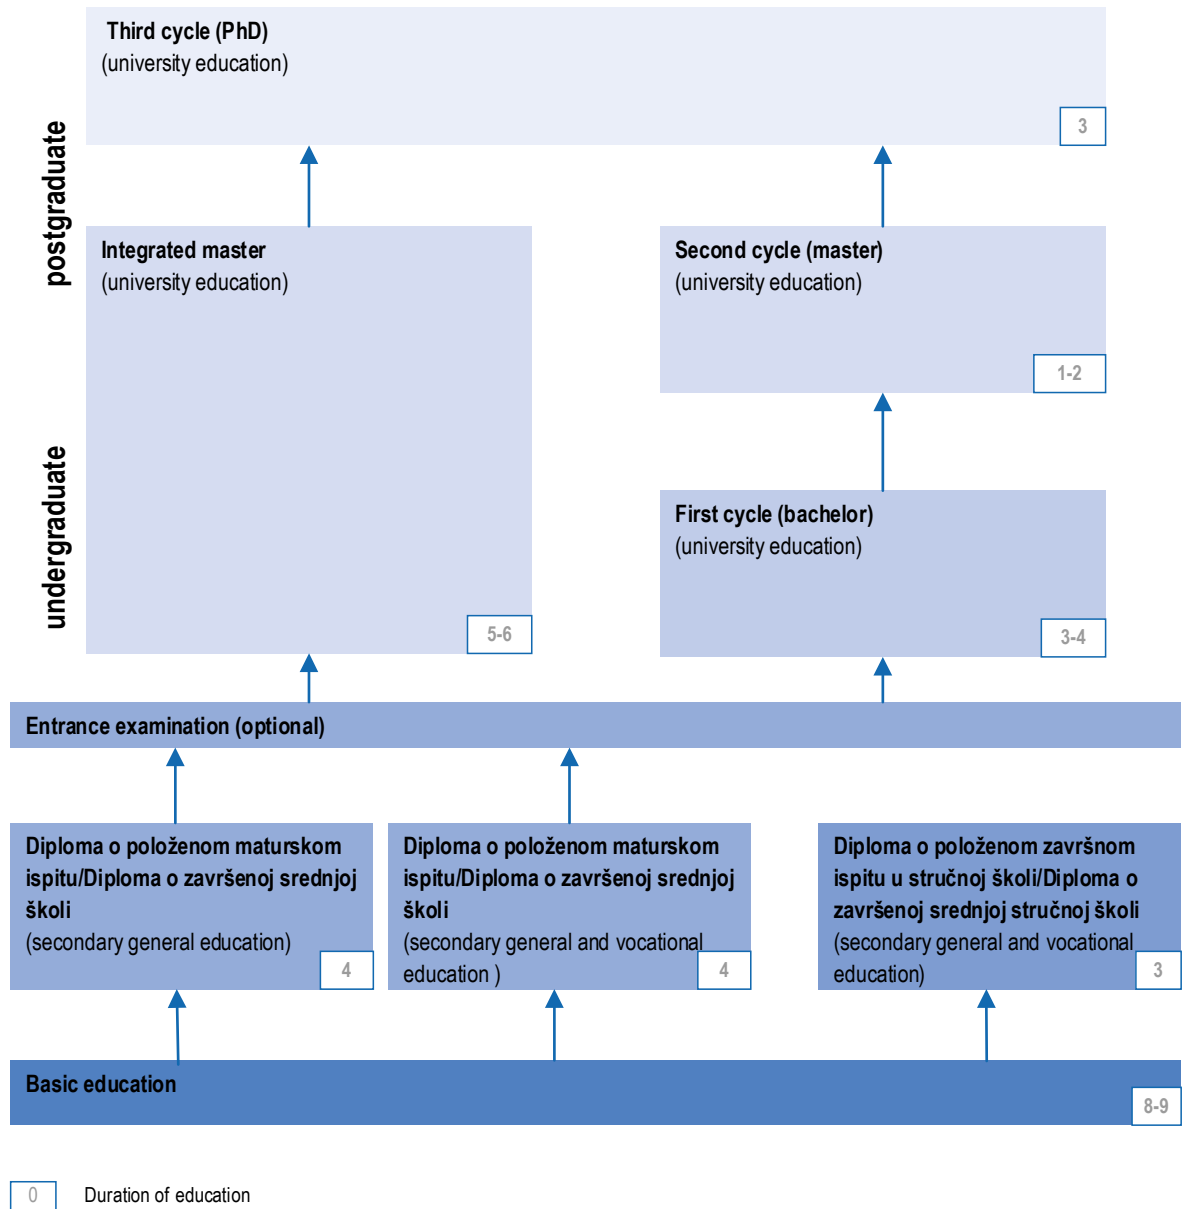 Third cycle (PhD)
(university education)
3
postgraduate
Integrated master
(university education)
Second cycle (master)
(university education)
1-2
undergraduate
First cycle (bachelor)
(university education)
5-6
3-4
Entrance examination (optional)
Diploma o položenom maturskom
ispitu/Diploma o završenoj srednjoj
školi
(secondary general education)
4
Diploma o položenom maturskom
ispitu/Diploma o završenoj srednjoj
školi
(secondary general and vocational
education )
4
Diploma o položenom završnom
ispitu u stručnoj školi/Diploma o
završenoj srednjoj stručnoj školi
(secondary general and vocational
education)
3
Basic education
8-9
0 Duration of education